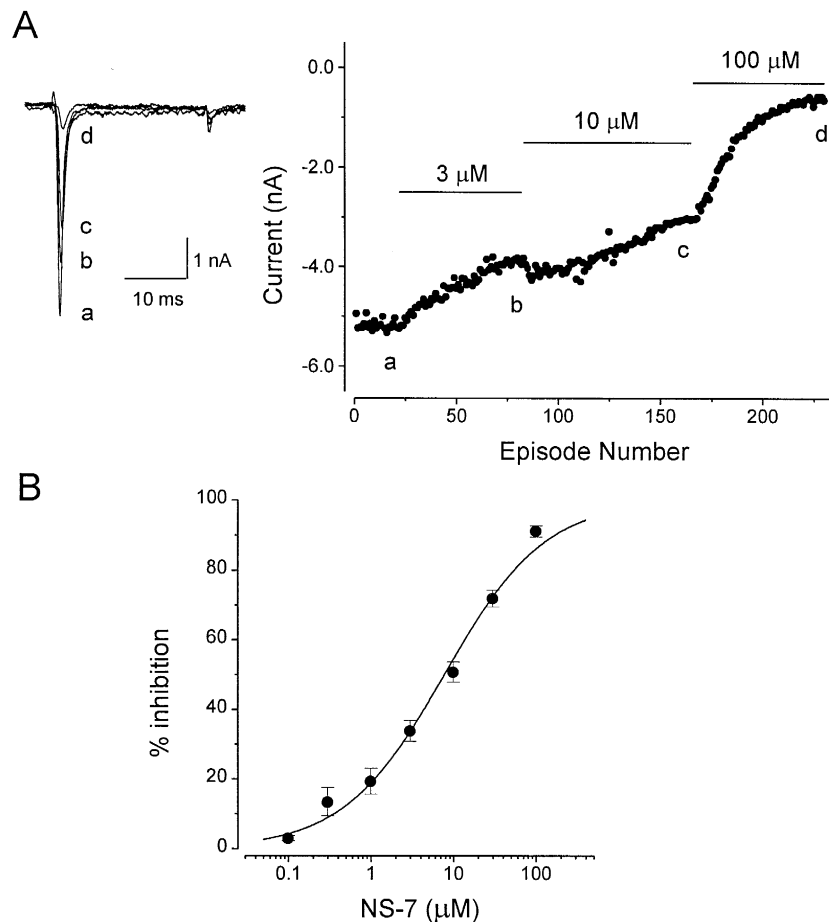 A
d
c
b
a
1 nA
10 ms
Current (nA)
0.0
-2.0
-4.0
-6.0
0
50
100
150
200
3 μM
10 μM
100 μM
a
b
c
d
Episode Number
B
% inhibition
100
80
60
40
20
0
0.1
1
10
100
NS-7 (μM)